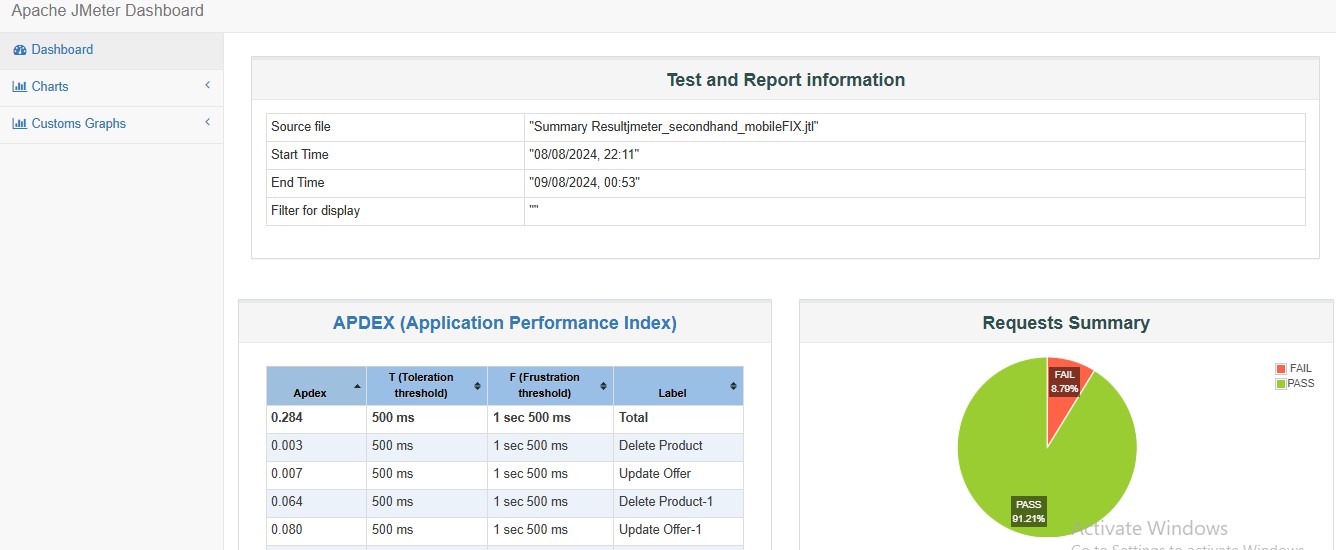 Apache JMeter Dashboard
Dashboard
Charts
Customs Graphs
Test and Report information
Source file "Summary Resultjmeter_secondhand_mobileFIX.jtl"
Start Time "08/08/2024, 22:11"
End Time "09/08/2024, 00:53"
Filter for display ""
APDEX (Application Performance Index)
Apdex T (Toleration threshold) F (Frustration threshold) Label
0.284 500 ms 1 sec 500 ms Total
0.003 500 ms 1 sec 500 ms Delete Product
0.007 500 ms 1 sec 500 ms Update Offer
0.064 500 ms 1 sec 500 ms Delete Product-1
0.080 500 ms 1 sec 500 ms Update Offer-1
Requests Summary
FAIL
8.79%
PASS
91.21%
FAIL
PASS
Activate Windows
Go to Settings to activate Windows.